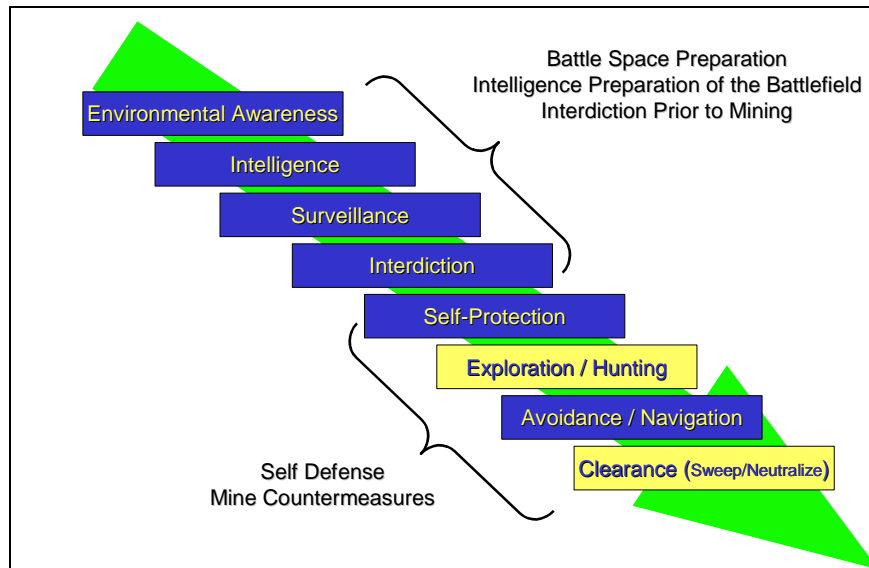 Battle Space Preparation
Intelligence Preparation of the Battlefield
Interdiction Prior to Mining
Environmental Awareness
Intelligence
Surveillance
Interdiction
Self-Protection
Exploration / Hunting
Avoidance / Navigation
Clearance (Sweep/Neutralize)
Self Defense
Mine Countermeasures